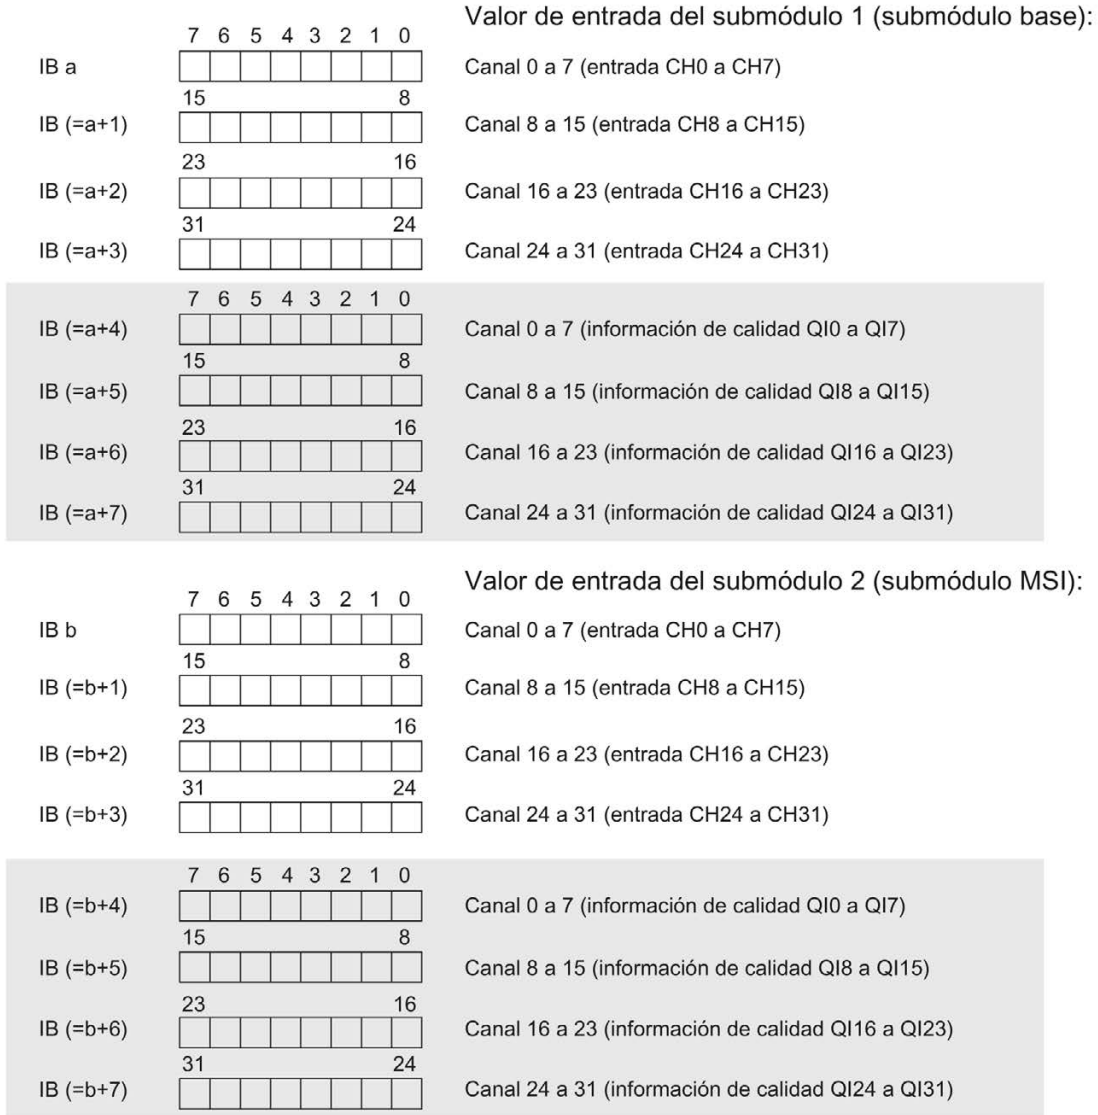 Valor de entrada del submódulo 1 (submódulo base):
7 6 5 4 3 2 1 0
IB a Canal 0 a 7 (entrada CH0 a CH7)
15 8
IB (=a+1) Canal 8 a 15 (entrada CH8 a CH15)
23 16
IB (=a+2) Canal 16 a 23 (entrada CH16 a CH23)
31 24
IB (=a+3) Canal 24 a 31 (entrada CH24 a CH31)
7 6 5 4 3 2 1 0
IB (=a+4) Canal 0 a 7 (información de calidad QI0 a QI7)
15 8
IB (=a+5) Canal 8 a 15 (información de calidad QI8 a QI15)
23 16
IB (=a+6) Canal 16 a 23 (información de calidad QI16 a QI23)
31 24
IB (=a+7) Canal 24 a 31 (información de calidad QI24 a QI31)
Valor de entrada del submódulo 2 (submódulo MSI):
7 6 5 4 3 2 1 0
IB b Canal 0 a 7 (entrada CH0 a CH7)
15 8
IB (=b+1) Canal 8 a 15 (entrada CH8 a CH15)
23 16
IB (=b+2) Canal 16 a 23 (entrada CH16 a CH23)
31 24
IB (=b+3) Canal 24 a 31 (entrada CH24 a CH31)
7 6 5 4 3 2 1 0
IB (=b+4) Canal 0 a 7 (información de calidad QI0 a QI7)
15 8
IB (=b+5) Canal 8 a 15 (información de calidad QI8 a QI15)
23 16
IB (=b+6) Canal 16 a 23 (información de calidad QI16 a QI23)
31 24
IB (=b+7) Canal 24 a 31 (información de calidad QI24 a QI31)